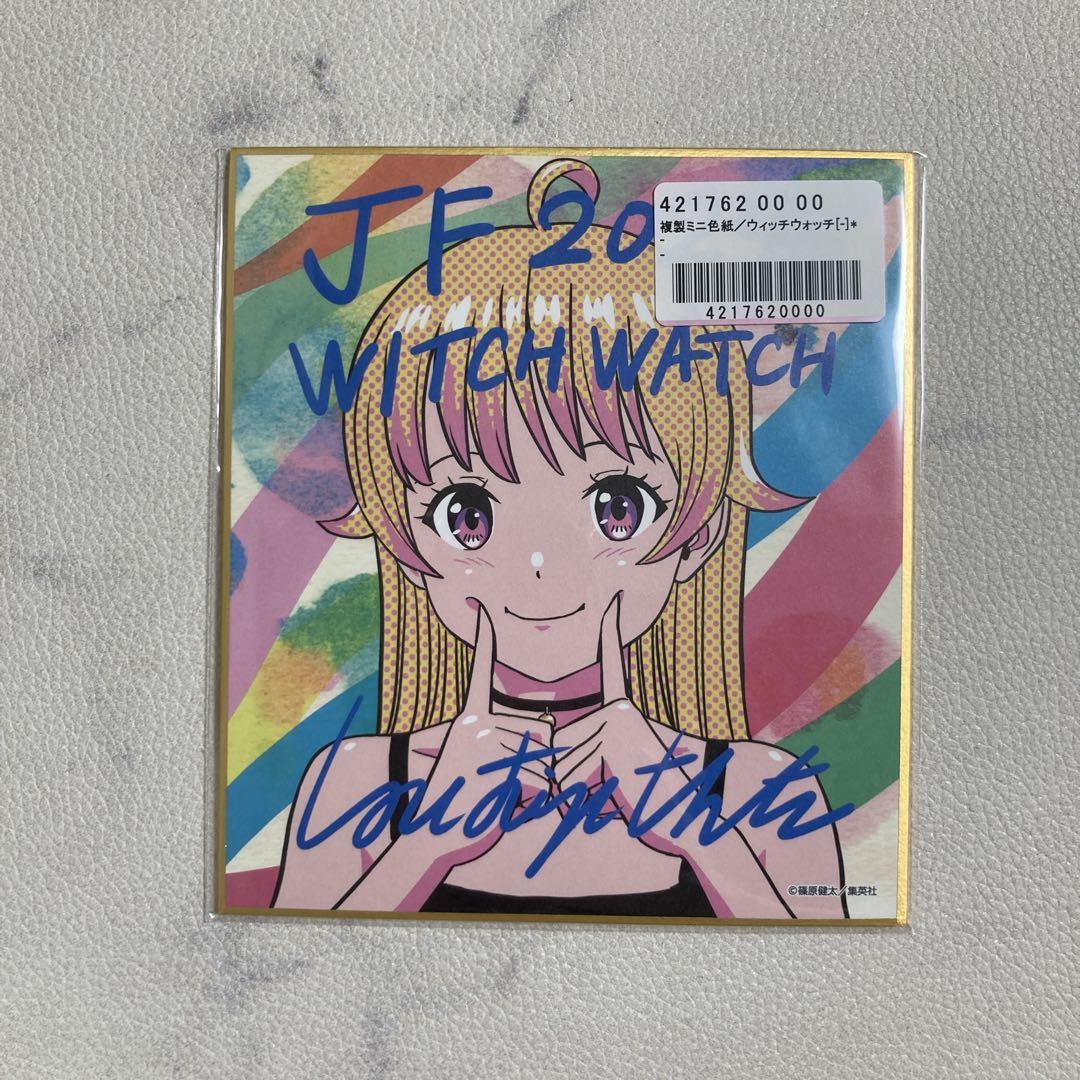 JF 20
421762 00 00
複製ミニ色紙／ウィッチウォッチ[-]*
-
-
4217620000
WITCH WATCH
©篠原健太／集英社